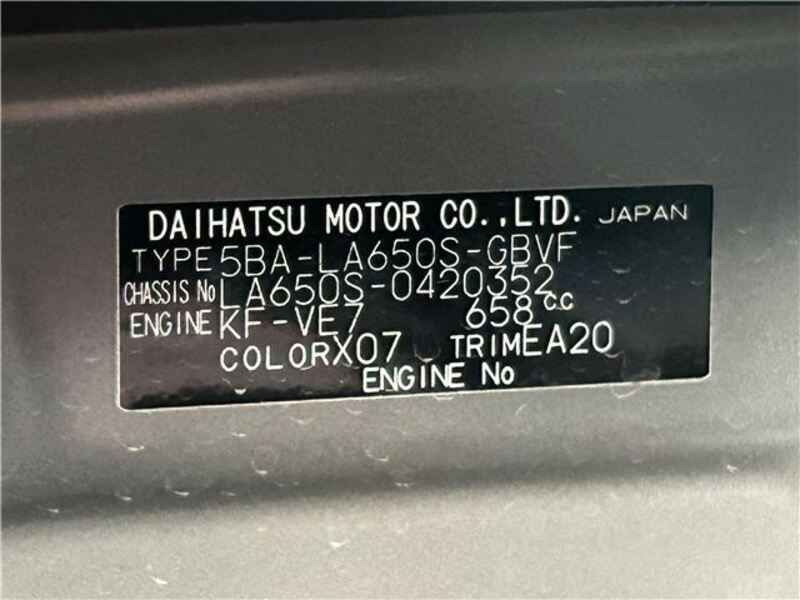 DAIHATSU MOTOR CO.,LTD. JAPAN
TYPE 5BA-LA650S-GBVF
CHASSIS No LA650S-0420352
ENGINE KF-VE7 658 C.C
COLOR X07 TRIM EA20
ENGINE No